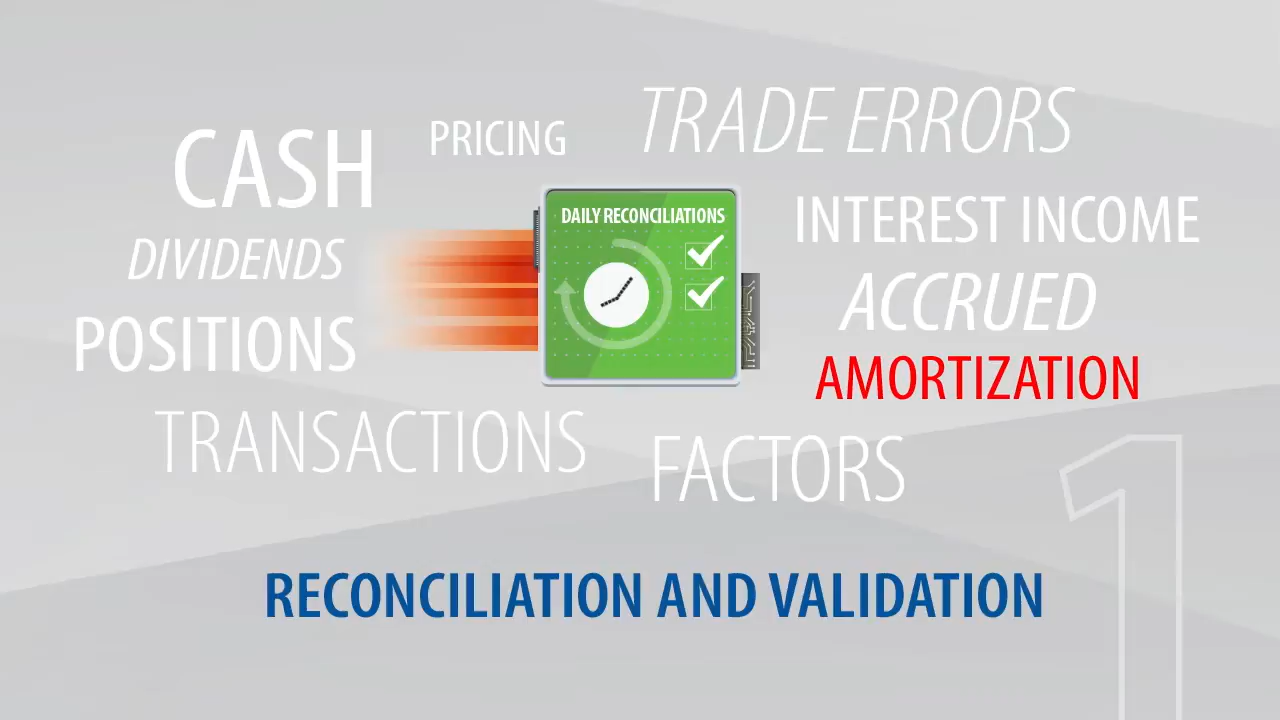 TRADE ERRORS
PRICING
CASH
DAILY RECONCILIATIONS
INTEREST INCOME
DIVIDENDS
ACCRUED
POSITIONS
AMORTIZATION
TRANSACTIONS
FACTORS
1
RECONCILIATION AND VALIDATION